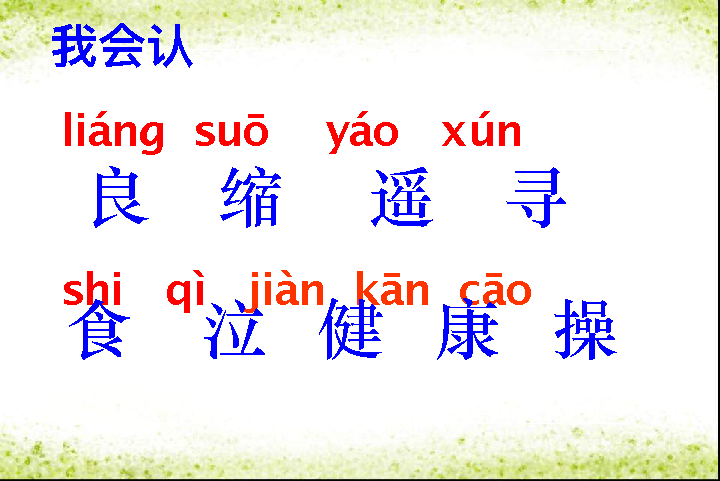 我会认
liáng suō yáo xún
良 缩 遥 寻
shi qì jiàn kān cāo
食 泣 健 康 操